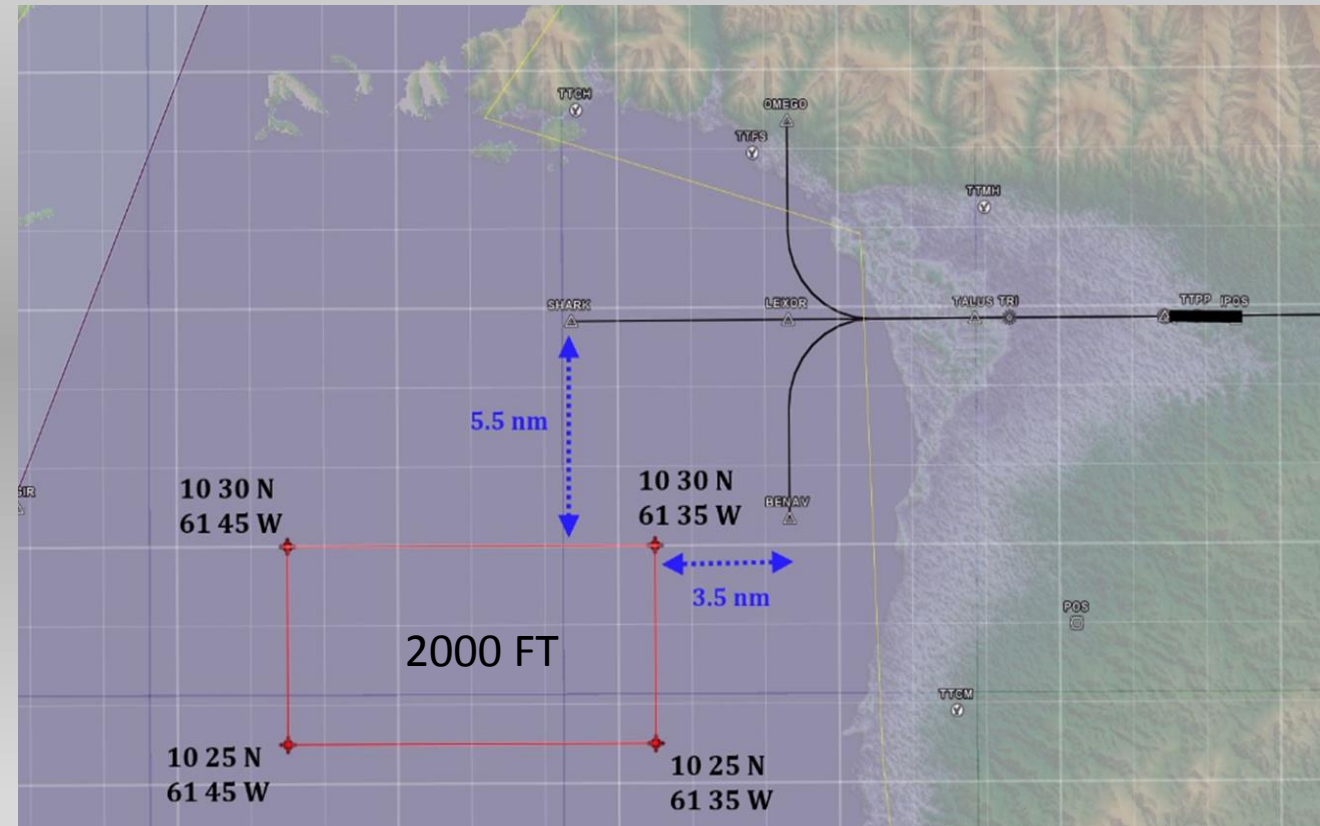 TTCH
OMEGO
TTFS
TTMH
SHARK
LEXOR
TALUS TRI
TTPP IPOS
5.5 nm
10 30 N
61 45 W
10 30 N
61 35 W
BENAV
3.5 nm
POS
2000 FT
TTCM
10 25 N
61 45 W
10 25 N
61 35 W